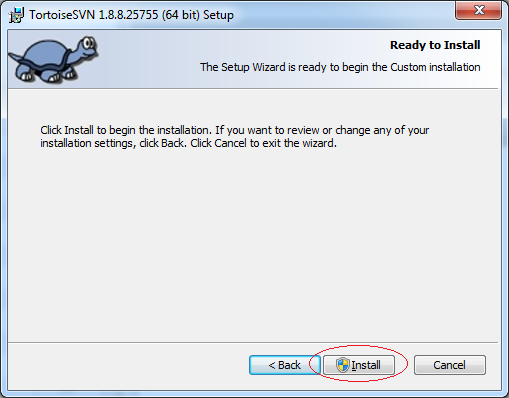 TortoiseSVN 1.8.8.25755 (64 bit) Setup
Ready to Install
The Setup Wizard is ready to begin the Custom installation
Click Install to begin the installation. If you want to review or change any of your
installation settings, click Back. Click Cancel to exit the wizard.
< Back Install Cancel